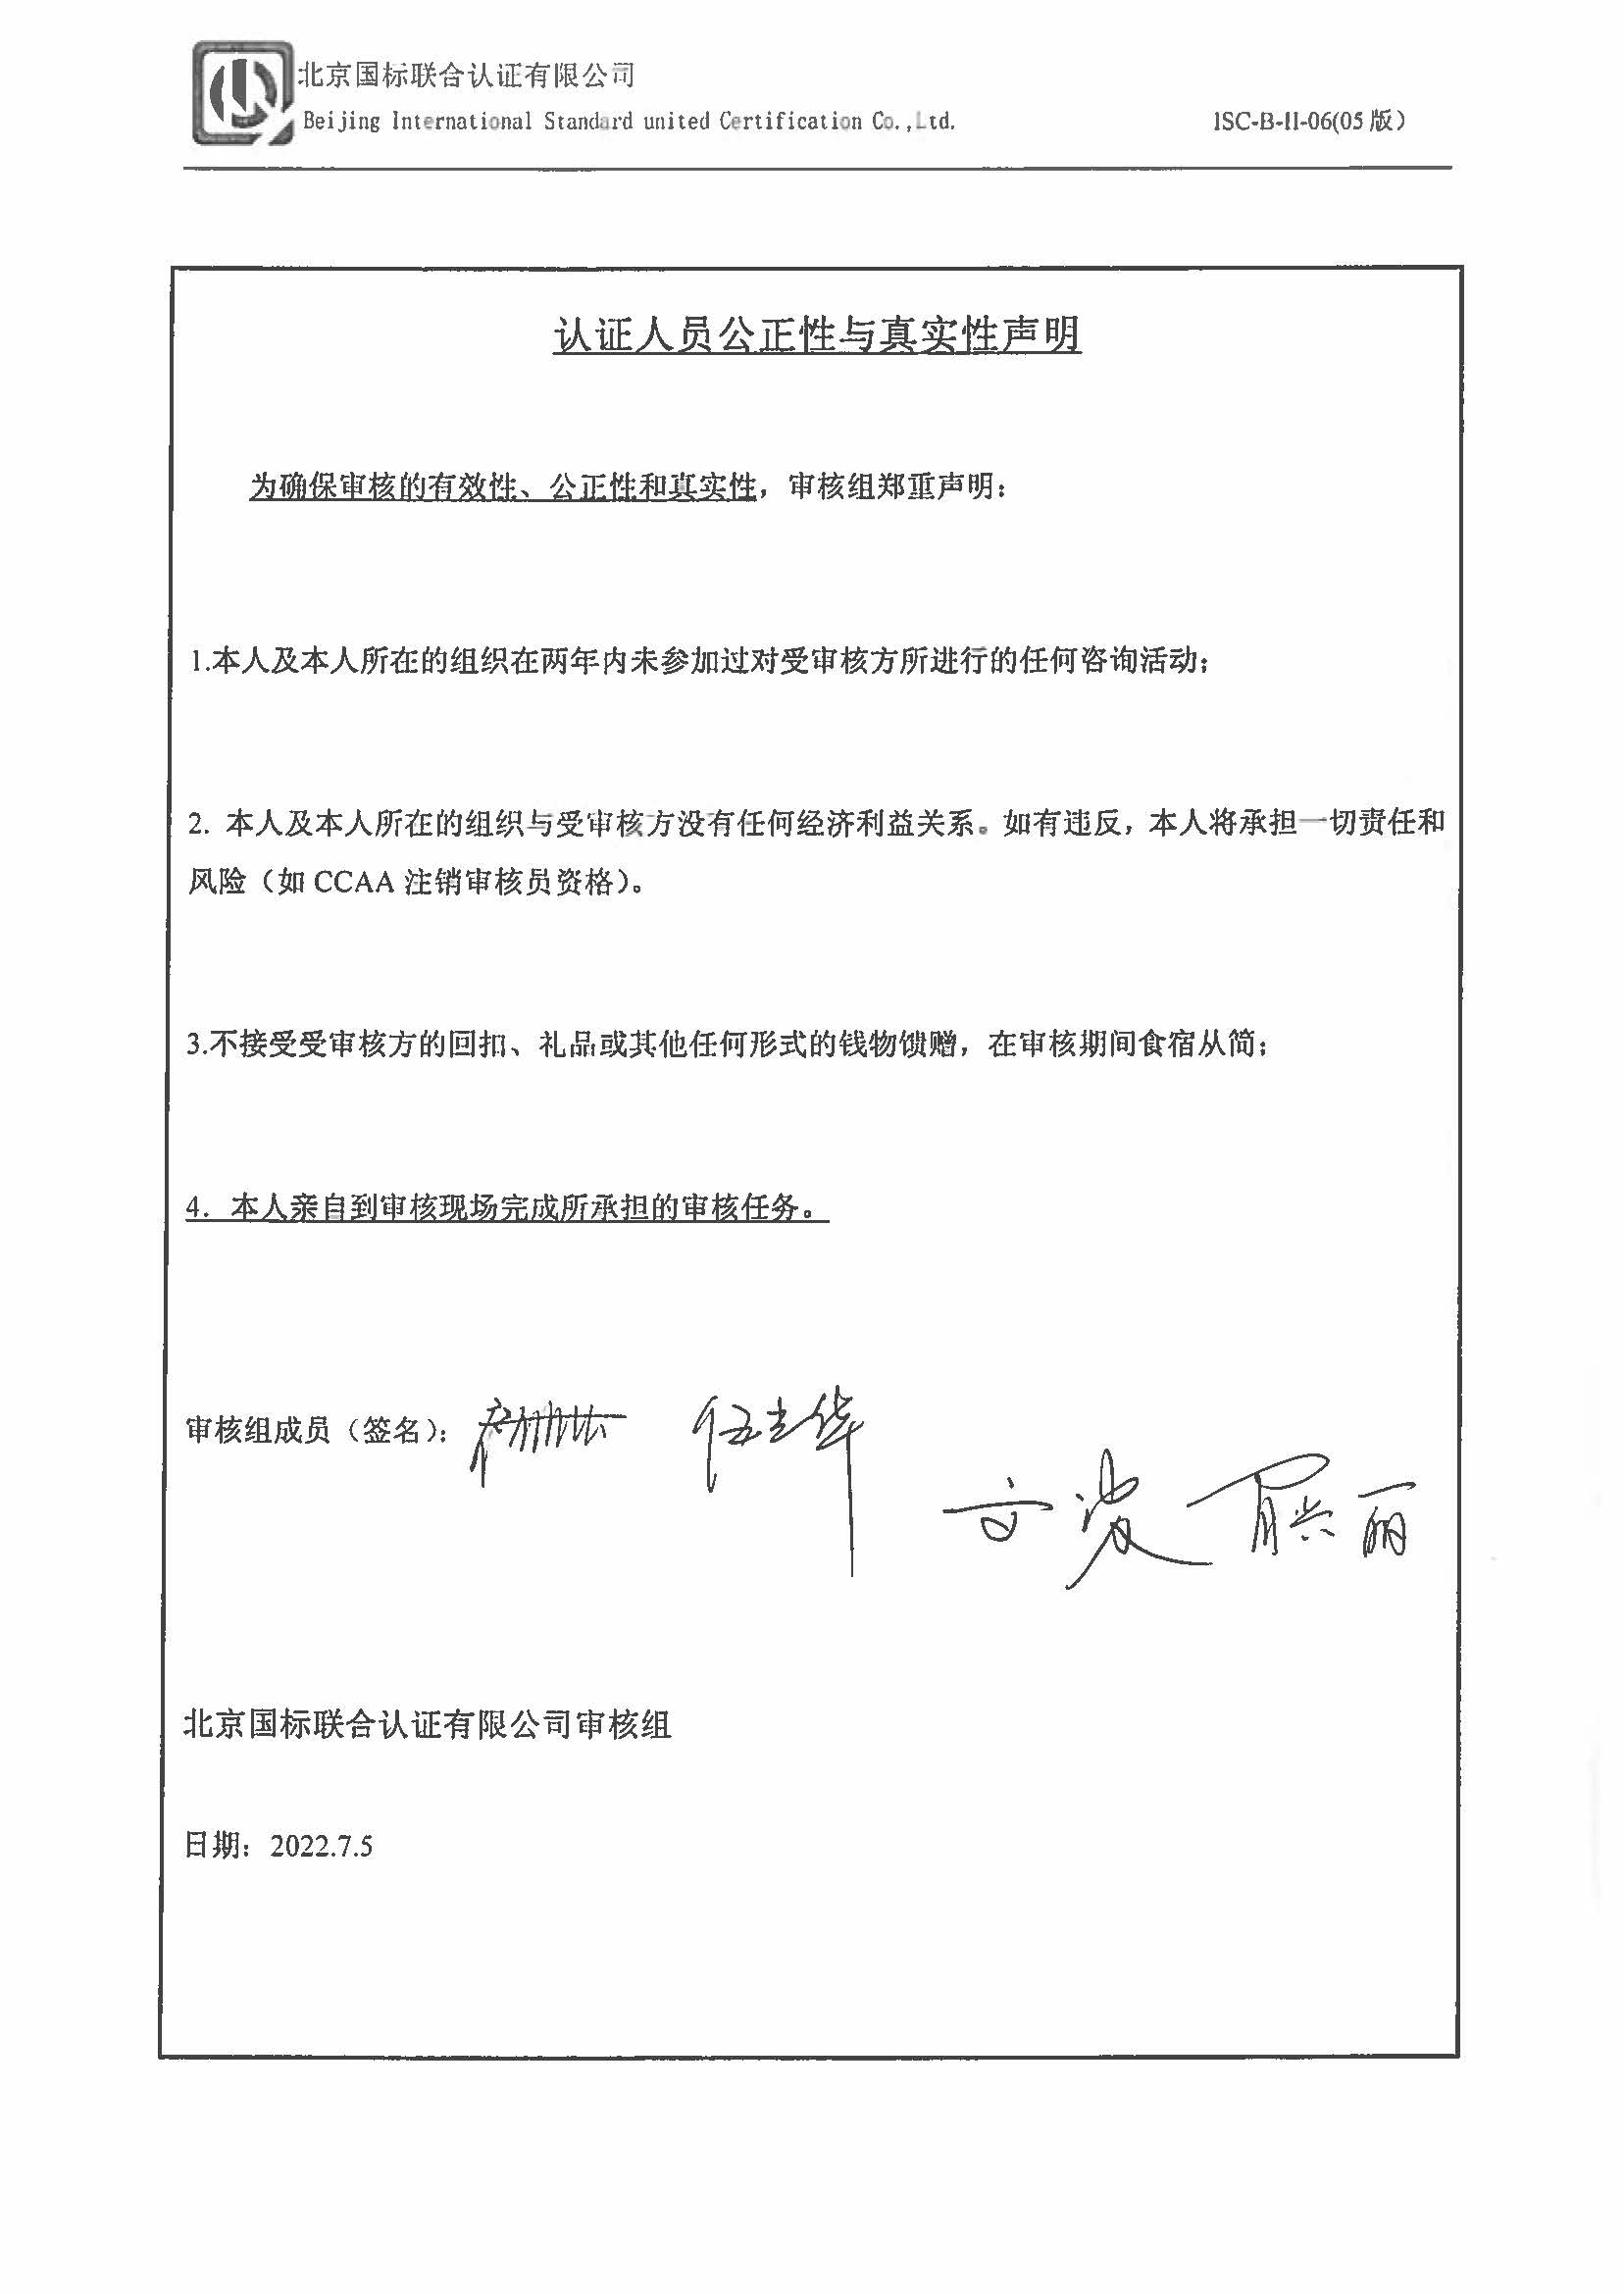 北京国标联合认证有限公司
Beijing International Standard united Certification Co.,Ltd.
ISC-B-II-06(05版)
认证人员公正性与真实性声明
为确保审核的有效性、公正性和真实性，审核组郑重声明：
1.本人及本人所在的组织在两年内未参加过对受审核方所进行的任何咨询活动；
2. 本人及本人所在的组织与受审核方没有任何经济利益关系。如有违反，本人将承担一切责任和
风险（如 CCAA 注销审核员资格）。
3.不接受受审核方的回扣、礼品或其他任何形式的钱物馈赠，在审核期间食宿从简；
4. 本人亲自到审核现场完成所承担的审核任务。
审核组成员（签名）： 伍光华
文波
丽
北京国标联合认证有限公司审核组
日期：2022.7.5